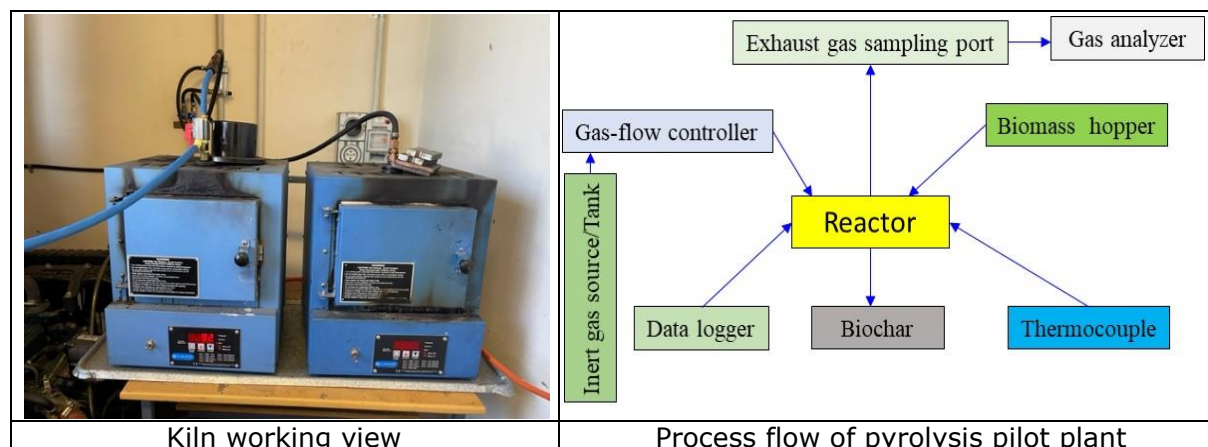 Exhaust gas sampling port
Gas analyzer
Gas-flow controller
Biomass hopper
Inert gas source/Tank
Reactor
Data logger
Biochar
Thermocouple
Kiln working view
Process flow of pyrolysis pilot plant